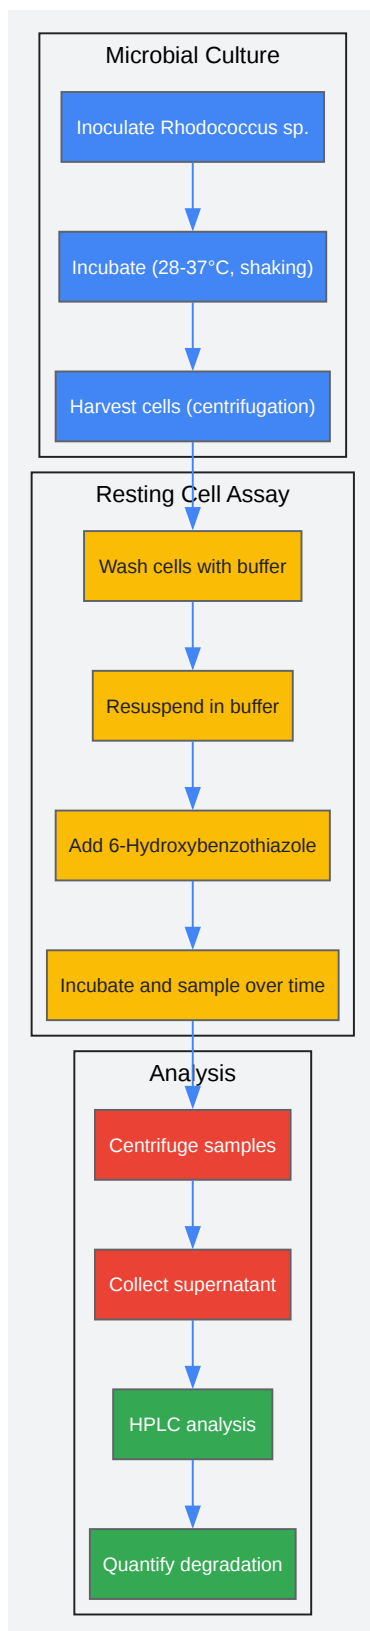 Microbial Culture
Inoculate Rhodococcus sp.
Incubate (28-37°C, shaking)
Harvest cells (centrifugation)
Resting Cell Assay
Wash cells with buffer
Resuspend in buffer
Add 6-Hydroxybenzothiazole
Incubate and sample over time
Analysis
Centrifuge samples
Collect supernatant
HPLC analysis
Quantify degradation